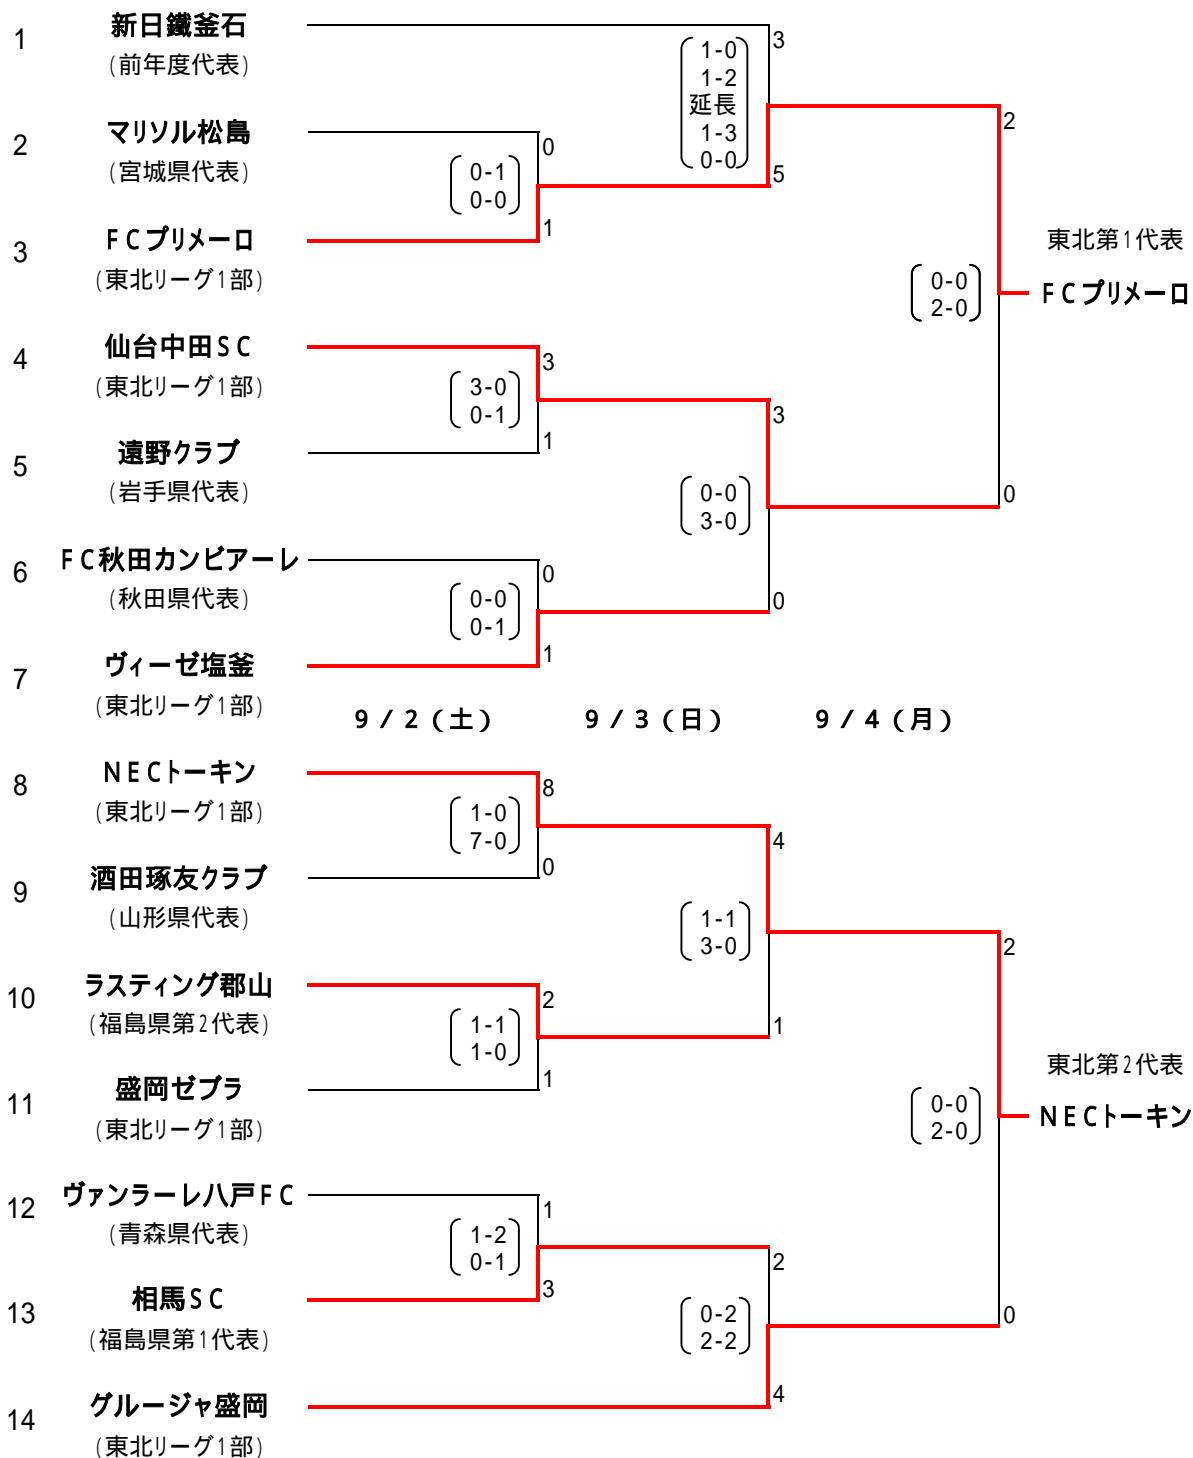 1 新日鐵釜石
(前年度代表)
3
1-0
1-2
延長
1-3
0-0
5
2 マリソル松島
(宮城県代表)
0
0-1
0-0
1
3 FCプリメーロ
(東北リーグ1部)
2
東北第1代表
FCプリメーロ
0-0
2-0
0
4 仙台中田SC
(東北リーグ1部)
3
3-0
0-1
1
5 遠野クラブ
(岩手県代表)
3
0-0
3-0
0
6 FC秋田カンビアーレ
(秋田県代表)
0
0-0
0-1
1
7 ヴィーゼ塩釜
(東北リーグ1部)
9/2(土) 9/3(日) 9/4(月)
8 NECトーキン
(東北リーグ1部)
8
1-0
7-0
0
9 酒田琢友クラブ
(山形県代表)
4
1-1
3-0
1
10 ラスティング郡山
(福島県第2代表)
2
1-1
1-0
1
11 盛岡ゼブラ
(東北リーグ1部)
2
東北第2代表
NECトーキン
0-0
2-0
0
12 ヴァンラーレ八戸FC
(青森県代表)
1
1-2
0-1
3
13 相馬SC
(福島県第1代表)
2
0-2
2-2
4
14 グルージャ盛岡
(東北リーグ1部)